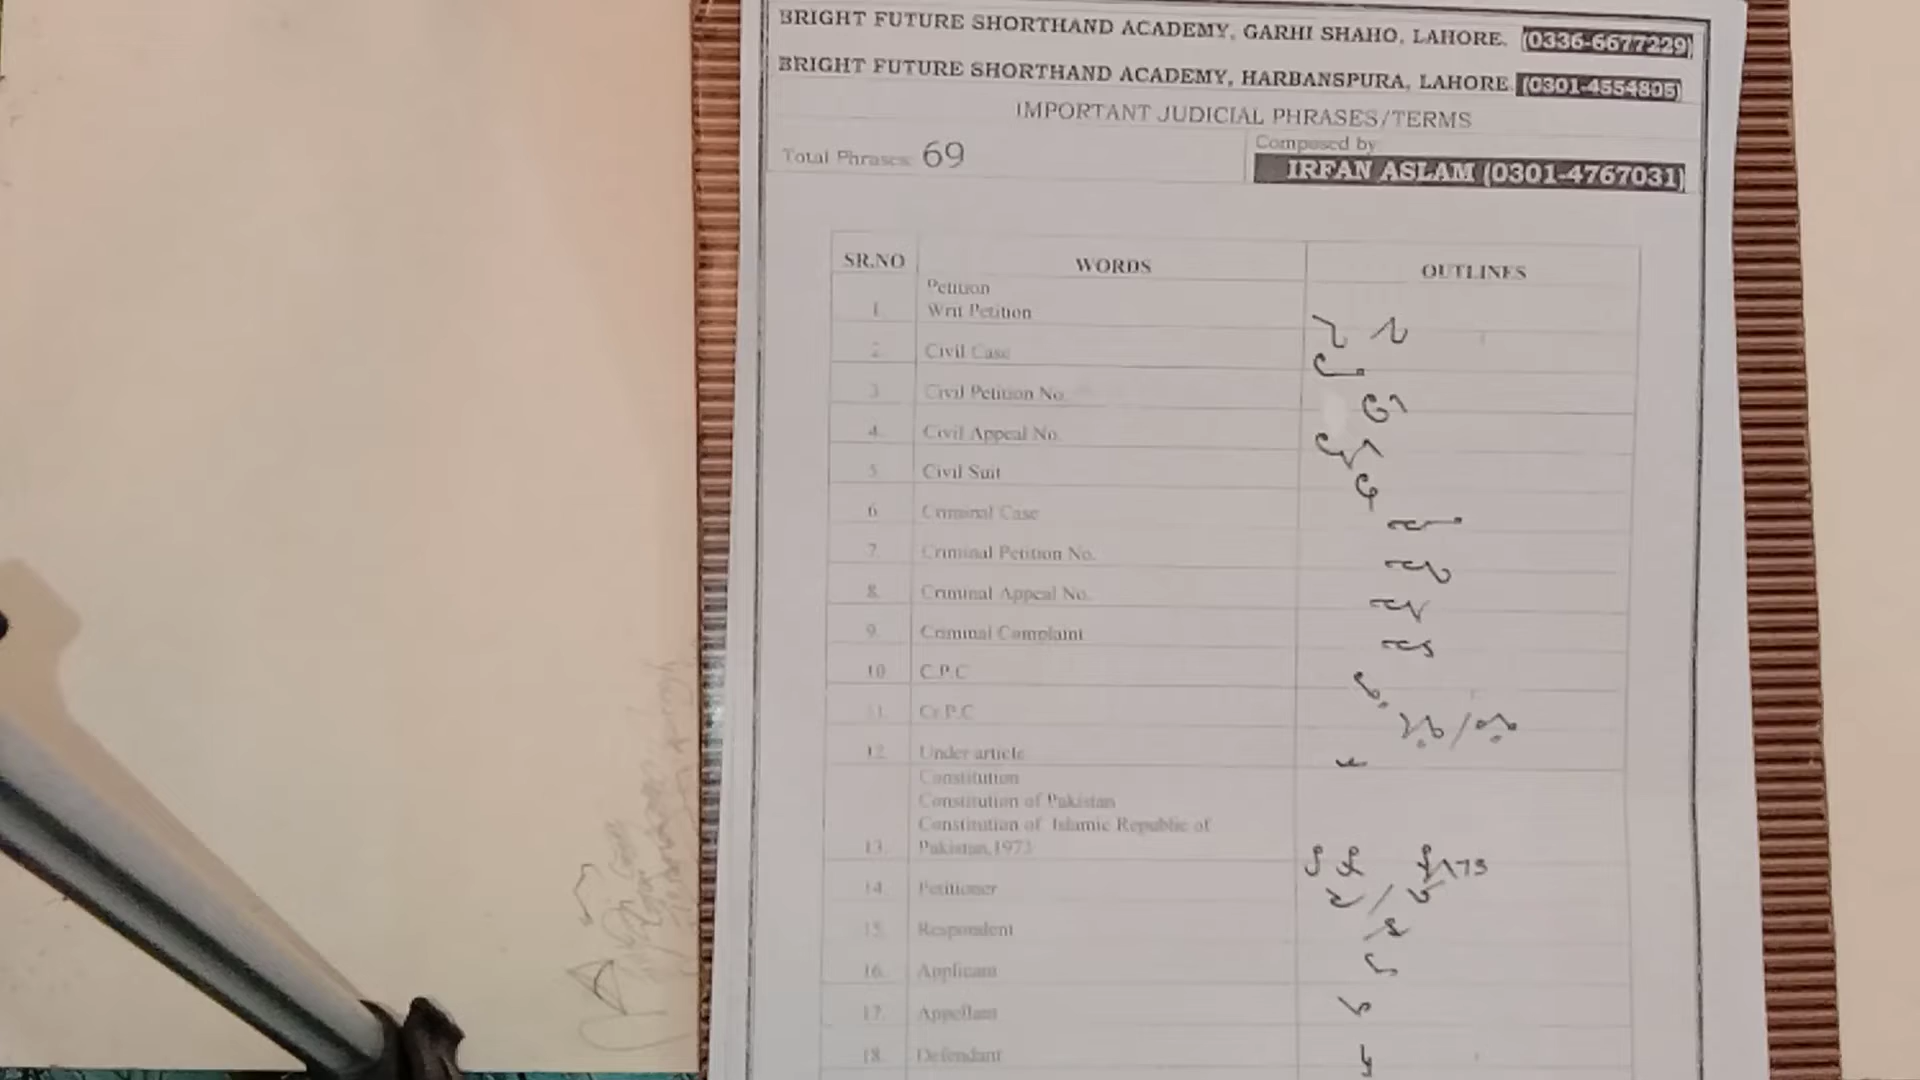 BRIGHT FUTURE SHORTHAND ACADEMY, GARHI SHAHO, LAHORE. (0336-6677229)
BRIGHT FUTURE SHORTHAND ACADEMY, HARBANSPURA, LAHORE. (0301-4554805)
IMPORTANT JUDICIAL PHRASES/TERMS
Total Phrases: 69
Composed by
IRFAN ASLAM (0301-4767031)
SR.NO WORDS OUTLINES
Petition
1. Writ Petition
2. Civil Case
3. Civil Petition No.
4. Civil Appeal No.
5. Civil Suit
6. Criminal Case
7. Criminal Petition No.
8. Criminal Appeal No.
9. Criminal Complaint
10. C.P.C
11. Cr.P.C
12. Under article
Constitution
Constitution of Pakistan
Constitution of Islamic Republic of
13. Pakistan,1973
14. Petitioner
15. Respondent
16. Applicant
17. Appellant
18. Defendant